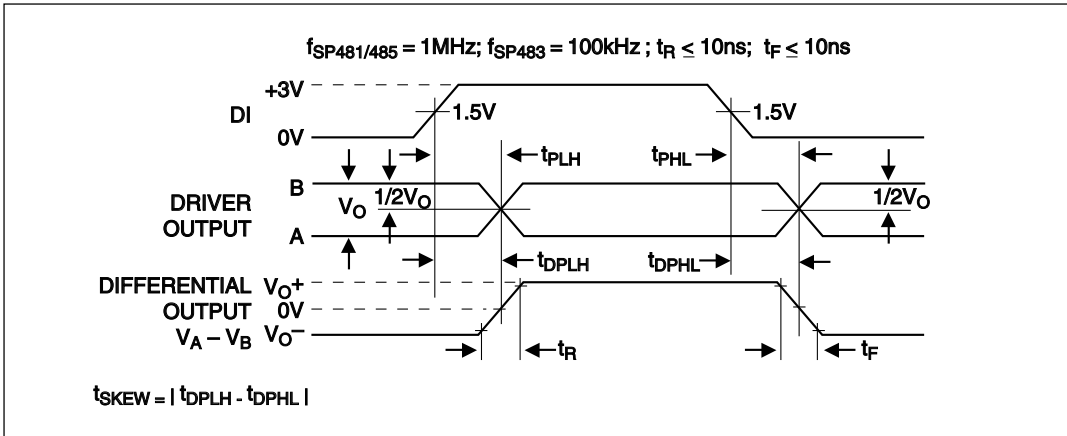 fSP481/485 = 1MHz; fSP483 = 100kHz ; tR ≤ 10ns; tF ≤ 10ns
+3V
DI
1.5V
1.5V
0V
tPLH
tPHL
B
DRIVER
OUTPUT
VO
1/2VO
1/2VO
A
tDPLH
tDPHL
DIFFERENTIAL
OUTPUT
VA – VB
VO+
0V
VO–
tR
tF
tSKEW = | tDPLH - tDPHL |